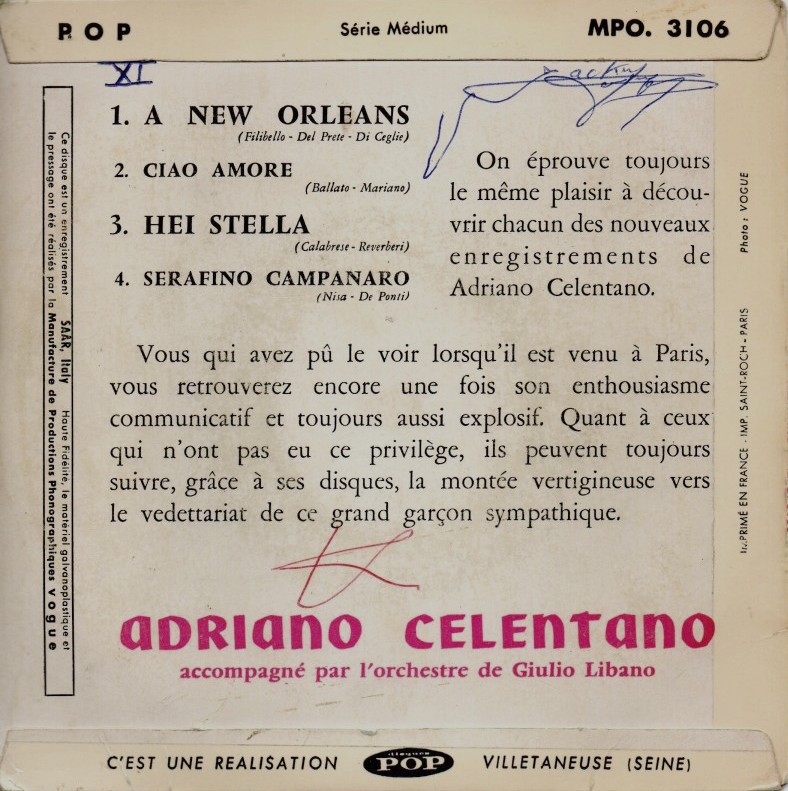 POP Série Médium MPO. 3106
XI
1. A NEW ORLEANS
(Filibello - Del Prete - Di Ceglie)
2. CIAO AMORE
(Ballato - Mariano)
3. HEI STELLA
(Calabrese - Reverberi)
4. SERAFINO CAMPANARO
(Nisa - De Ponti)
On éprouve toujours
le même plaisir à décou-
vrir chacun des nouveaux
enregistrements de
Adriano Celentano.
Vous qui avez pû le voir lorsqu'il est venu à Paris,
vous retrouverez encore une fois son enthousiasme
communicatif et toujours aussi explosif. Quant à ceux
qui n'ont pas eu ce privilège, ils peuvent toujours
suivre, grâce à ses disques, la montée vertigineuse vers
le vedettariat de ce grand garçon sympathique.
ADRIANO CELENTANO
accompagné par l'orchestre de Giulio Libano
Ce disque est un enregistrement SAAR, Italy Haute Fidélité, le matériel galvanoplastique et
le pressage ont été réalisés par la Manufacture de Productions Phonographiques Vogue
IMPRIMÉ EN FRANCE - IMP. SAINT-ROCH - PARIS Photo : VOGUE
C'EST UNE REALISATION disques POP VILLETANEUSE (SEINE)